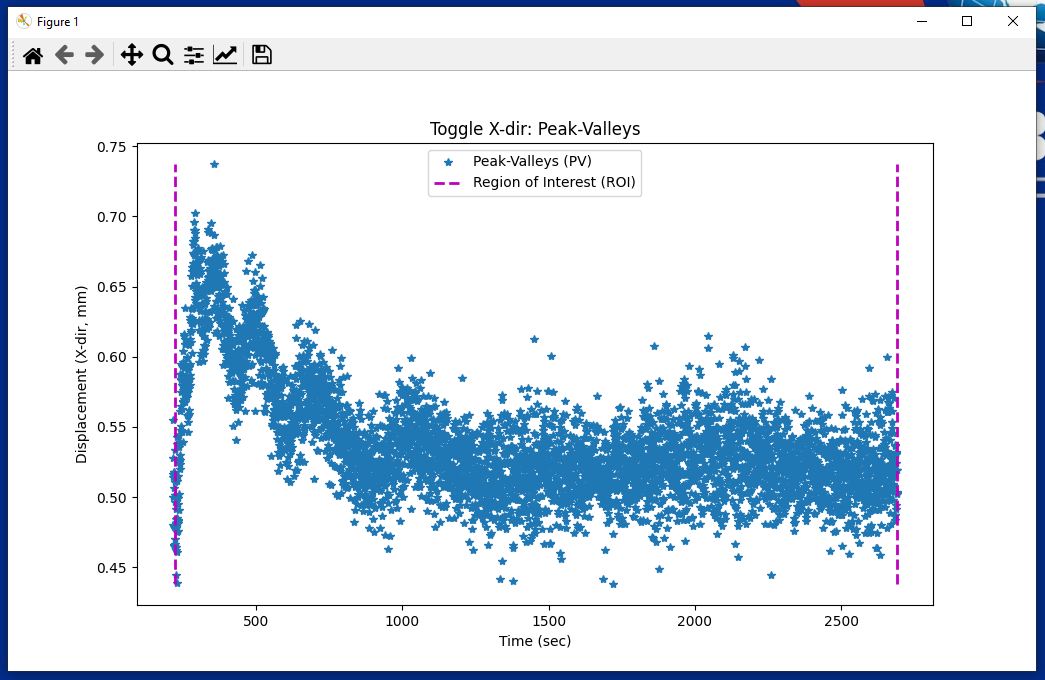 Figure 1
Toggle X-dir: Peak-Valleys
Peak-Valleys (PV)
Region of Interest (ROI)
0.75
0.70
0.65
0.60
0.55
0.50
0.45
Displacement (X-dir, mm)
500
1000
1500
2000
2500
Time (sec)